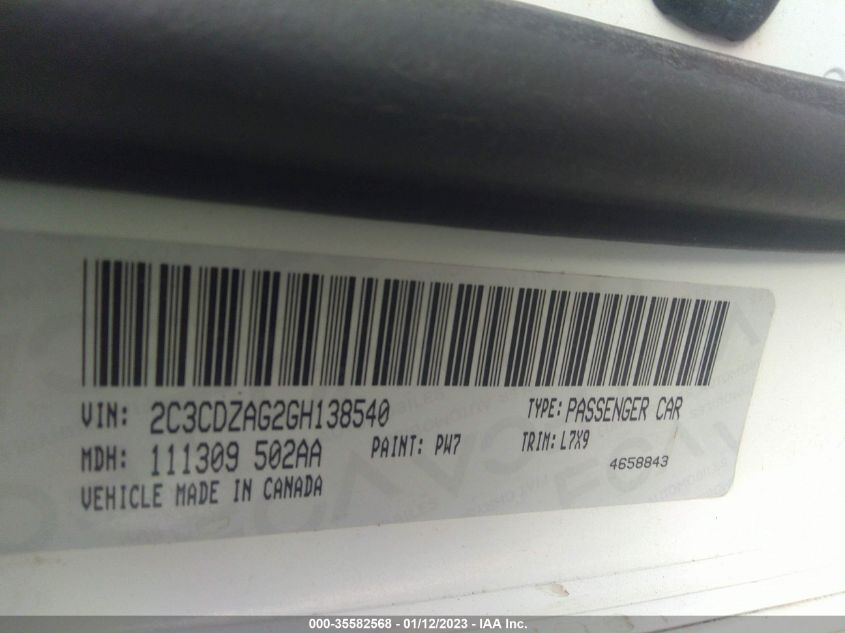 VIN: 2C3CDZAG2GH138540 TYPE: PASSENGER CAR
MDH: 111309 502AA PAINT: PW7 TRIM: L7X9
VEHICLE MADE IN CANADA 4658843
000-35582568 - 01/12/2023 - IAA Inc.